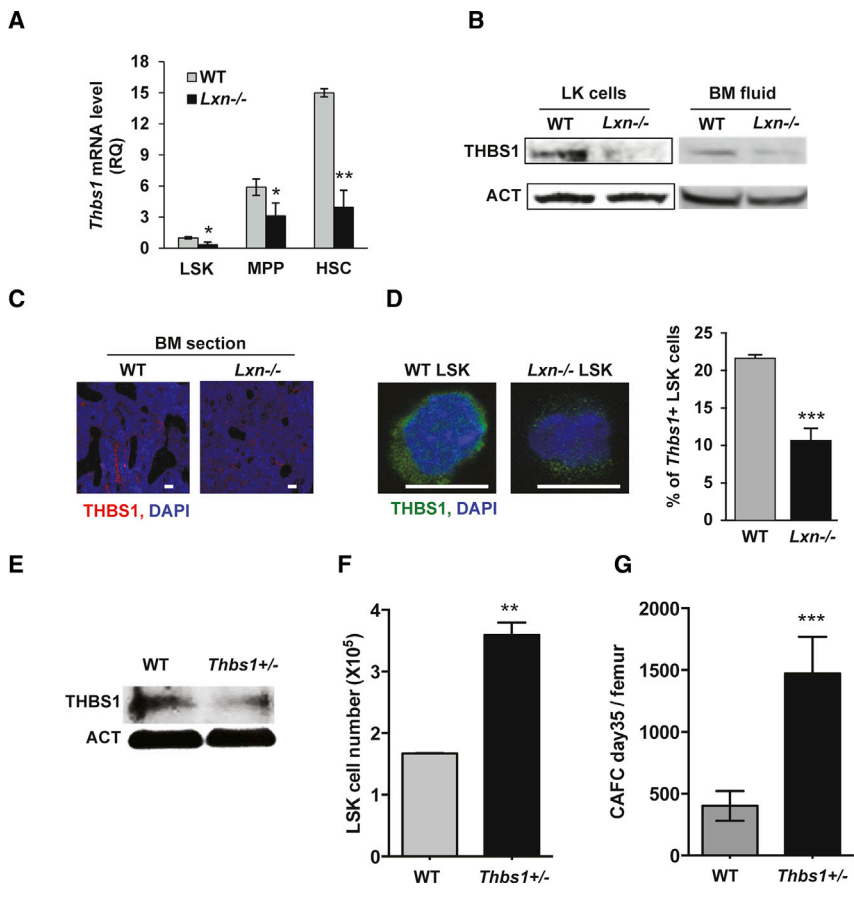 A
Thbs1 mRNA level
(RQ)
18
15
12
9
6
3
0
WT
Lxn-/-
*
*
**
LSK MPP HSC
B
LK cells BM fluid
WT Lxn-/- WT Lxn-/-
THBS1
ACT
C
BM section
WT Lxn-/-
THBS1, DAPI
D
WT LSK Lxn-/- LSK
THBS1, DAPI
% of Thbs1+ LSK cells
25
20
15
10
5
0
***
WT Lxn-/-
E
WT Thbs1+/-
THBS1
ACT
F
LSK cell number (X10⁵)
4
3
2
1
0
**
WT Thbs1+/-
G
CAFC day35 / femur
2000
1500
1000
500
0
***
WT Thbs1+/-